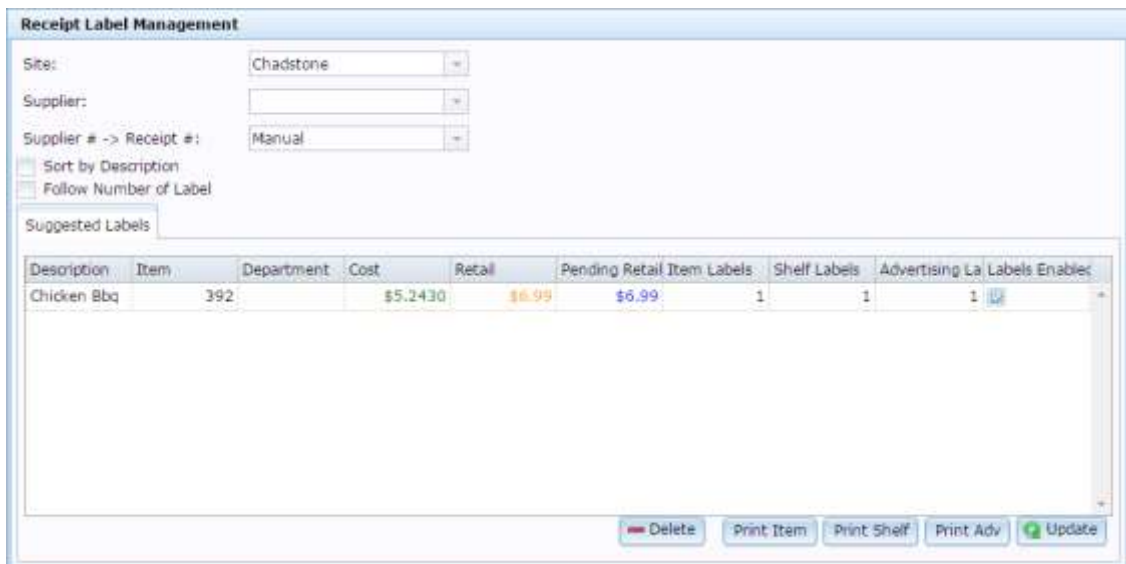 Receipt Label Management
Site: Chadstone
Supplier:
Supplier # -> Receipt #: Manual
Sort by Description
Follow Number of Label
Suggested Labels
Description Item Department Cost Retail Pending Retail Item Labels Shelf Labels Advertising La Labels Enabled
Chicken Bbq 392 $5.2430 $6.99 $6.99 1 1 1
Delete Print Item Print Shelf Print Adv Update